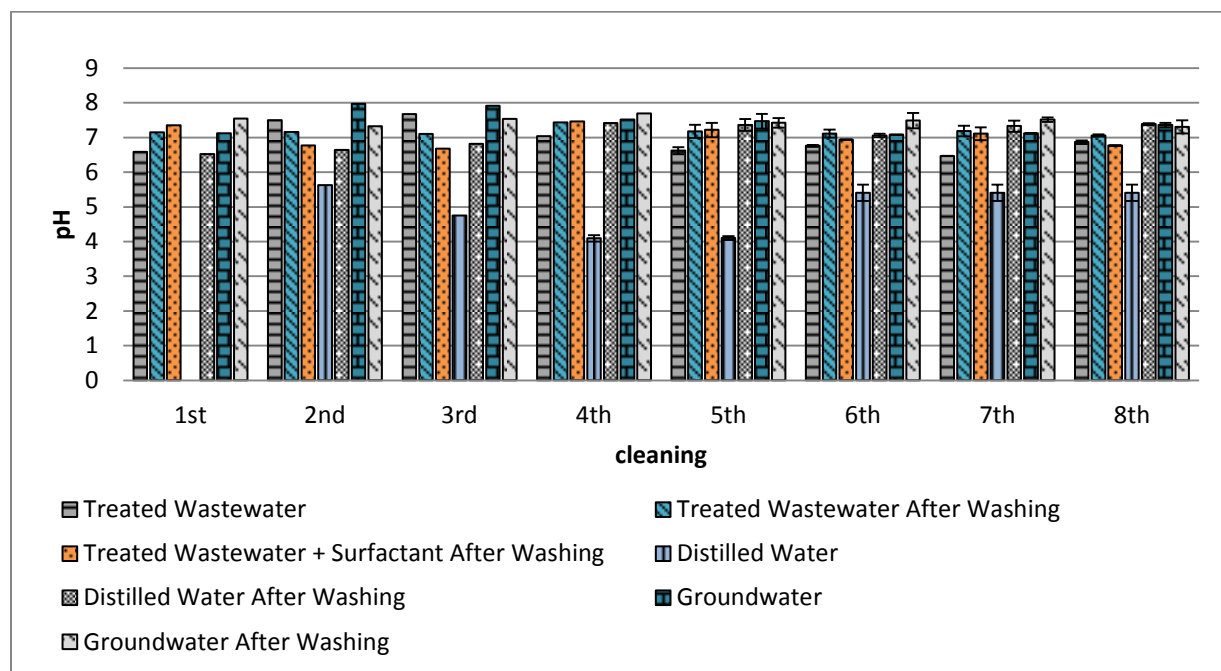 9
8
7
6
5
4
3
2
1
0
pH
1st 2nd 3rd 4th 5th 6th 7th 8th
cleaning
Treated Wastewater Treated Wastewater After Washing
Treated Wastewater + Surfactant After Washing Distilled Water
Distilled Water After Washing Groundwater
Groundwater After Washing